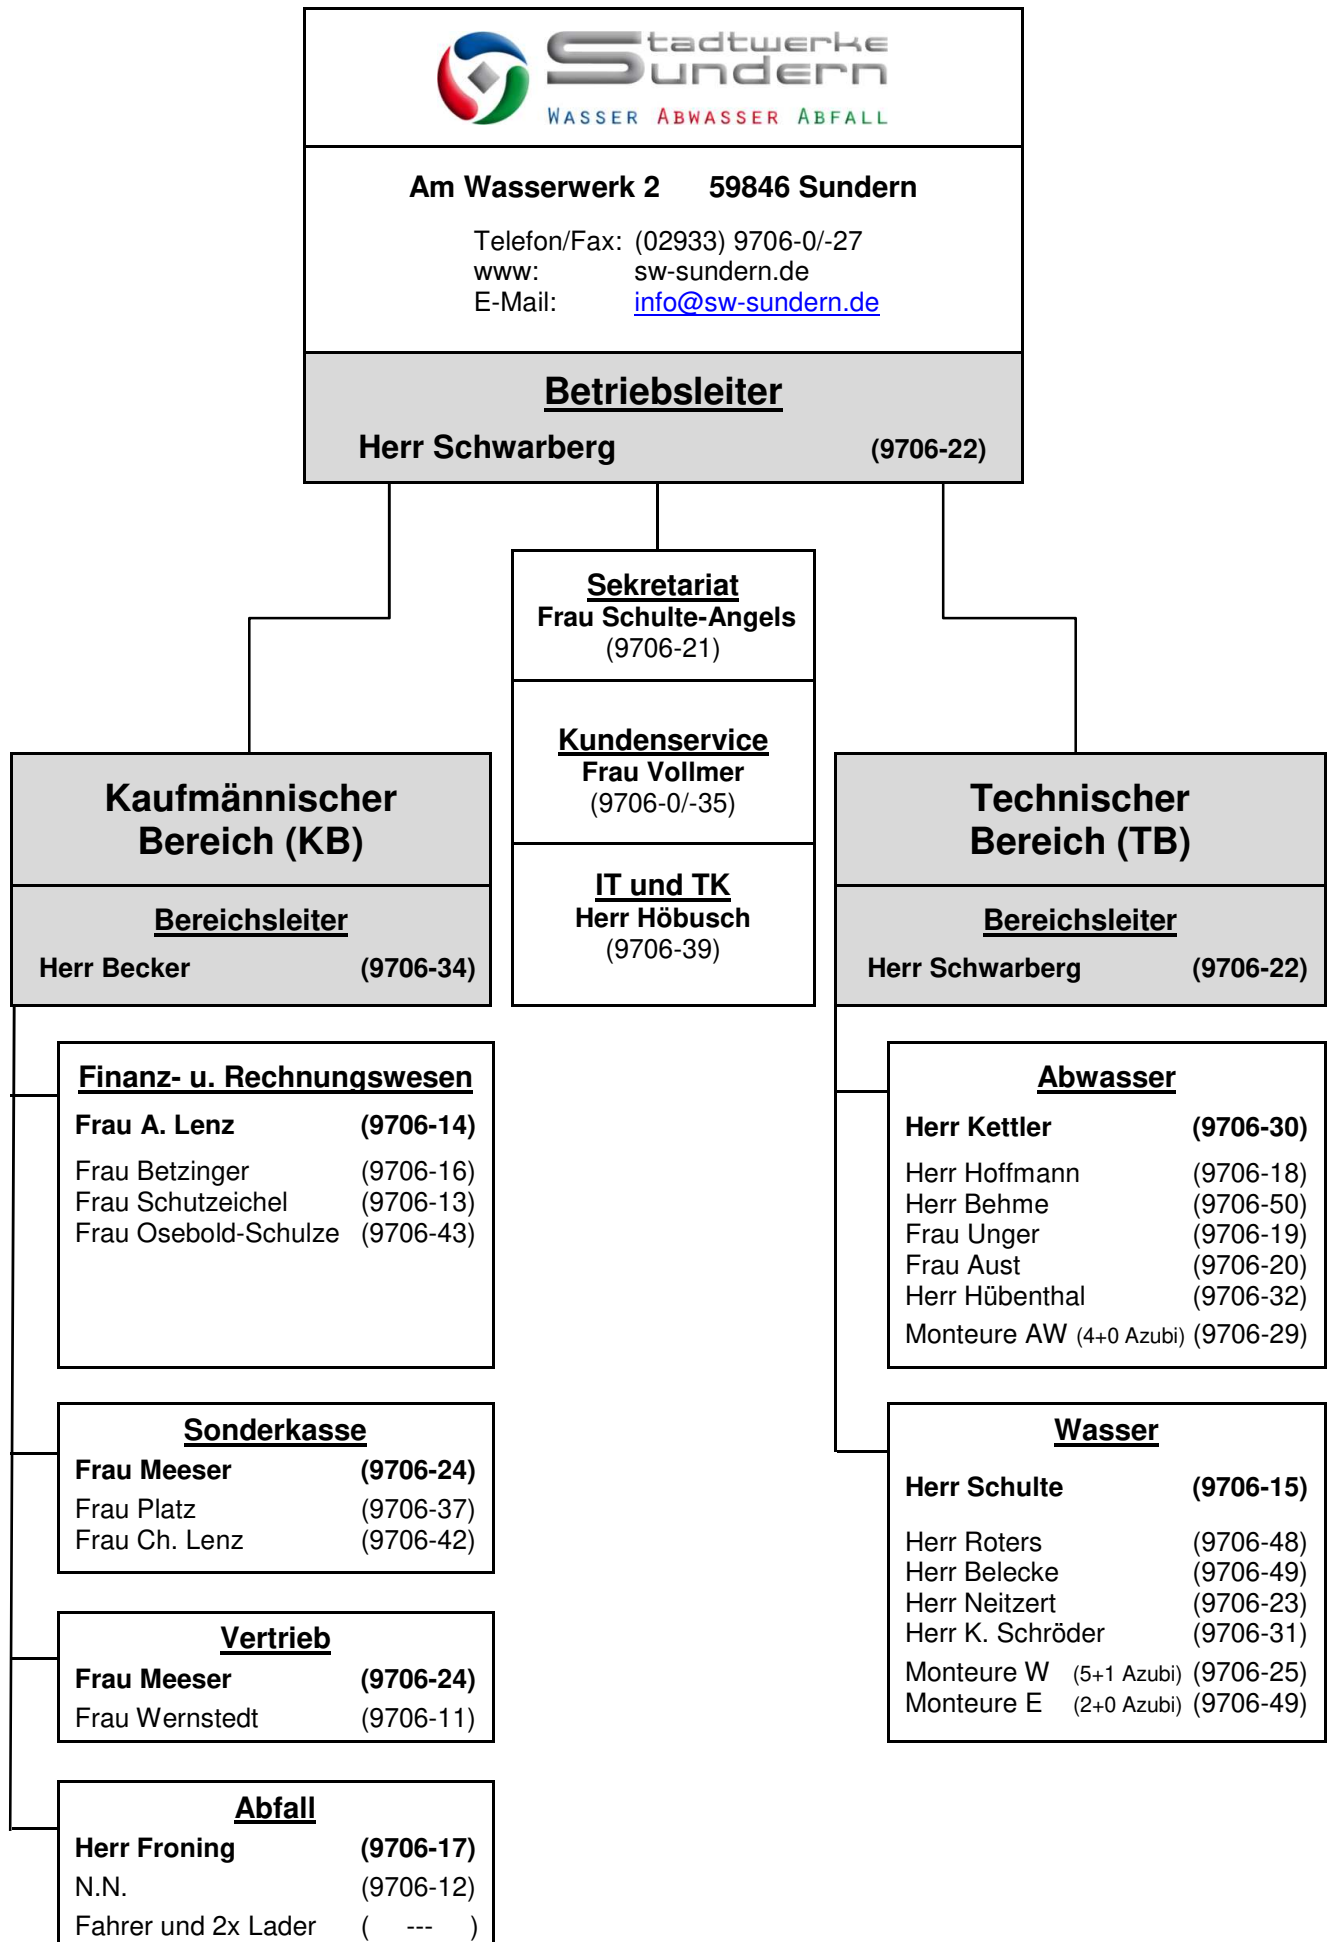 Stadtwerke
Sundern
WASSER ABWASSER ABFALL
Am Wasserwerk 2 59846 Sundern
Telefon/Fax: (02933) 9706-0/-27
www: sw-sundern.de
E-Mail: info@sw-sundern.de
Betriebsleiter
Herr Schwarberg (9706-22)
Sekretariat
Frau Schulte-Angels
(9706-21)
Kundenservice
Frau Vollmer
(9706-0/-35)
IT und TK
Herr Höbusch
(9706-39)
Kaufmännischer
Bereich (KB)
Bereichsleiter
Herr Becker (9706-34)
Finanz- u. Rechnungswesen
Frau A. Lenz (9706-14)
Frau Betzinger (9706-16)
Frau Schutzeichel (9706-13)
Frau Osebold-Schulze (9706-43)
Sonderkasse
Frau Meeser (9706-24)
Frau Platz (9706-37)
Frau Ch. Lenz (9706-42)
Vertrieb
Frau Meeser (9706-24)
Frau Wernstedt (9706-11)
Abfall
Herr Froning (9706-17)
N.N. (9706-12)
Fahrer und 2x Lader ( --- )
Technischer
Bereich (TB)
Bereichsleiter
Herr Schwarberg (9706-22)
Abwasser
Herr Kettler (9706-30)
Herr Hoffmann (9706-18)
Herr Behme (9706-50)
Frau Unger (9706-19)
Frau Aust (9706-20)
Herr Hübenthal (9706-32)
Monteure AW (4+0 Azubi) (9706-29)
Wasser
Herr Schulte (9706-15)
Herr Roters (9706-48)
Herr Belecke (9706-49)
Herr Neitzert (9706-23)
Herr K. Schröder (9706-31)
Monteure W (5+1 Azubi) (9706-25)
Monteure E (2+0 Azubi) (9706-49)